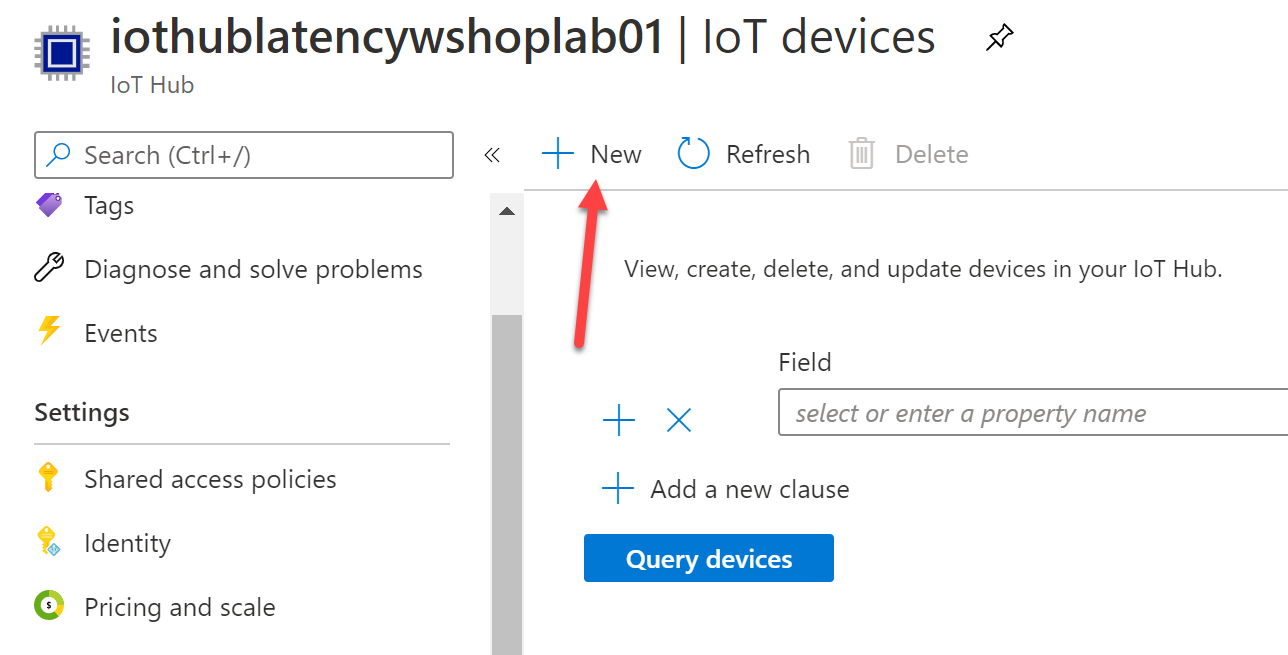 iothublatencywshoplab01 | IoT devices
IoT Hub
Search (Ctrl+/)
«
New
Refresh
Delete
Tags
Diagnose and solve problems
Events
Settings
Shared access policies
Identity
Pricing and scale
View, create, delete, and update devices in your IoT Hub.
Field
select or enter a property name
Add a new clause
Query devices